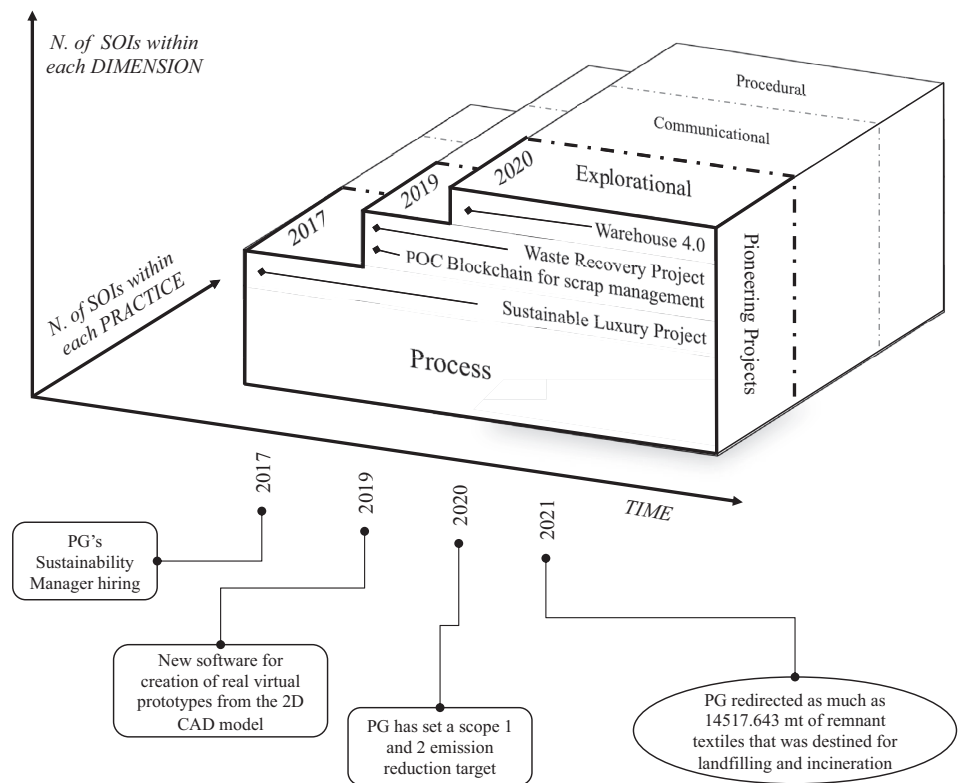 N. of SOIs within
each DIMENSION
Procedural
Communicational
Explorational
2020
2019
2017
Warehouse 4.0
Waste Recovery Project
POC Blockchain for scrap management
Sustainable Luxury Project
Process
Pioneering Projects
N. of SOIs within
each PRACTICE
TIME
2017
2019
2020
2021
PG's
Sustainability
Manager hiring
New software for
creation of real virtual
prototypes from the 2D
CAD model
PG has set a scope 1
and 2 emission
reduction target
PG redirected as much as
14517.643 mt of remnant
textiles that was destined for
landfilling and incineration